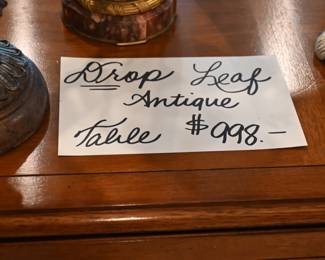 Drop Leaf
Antique
Table $998.—